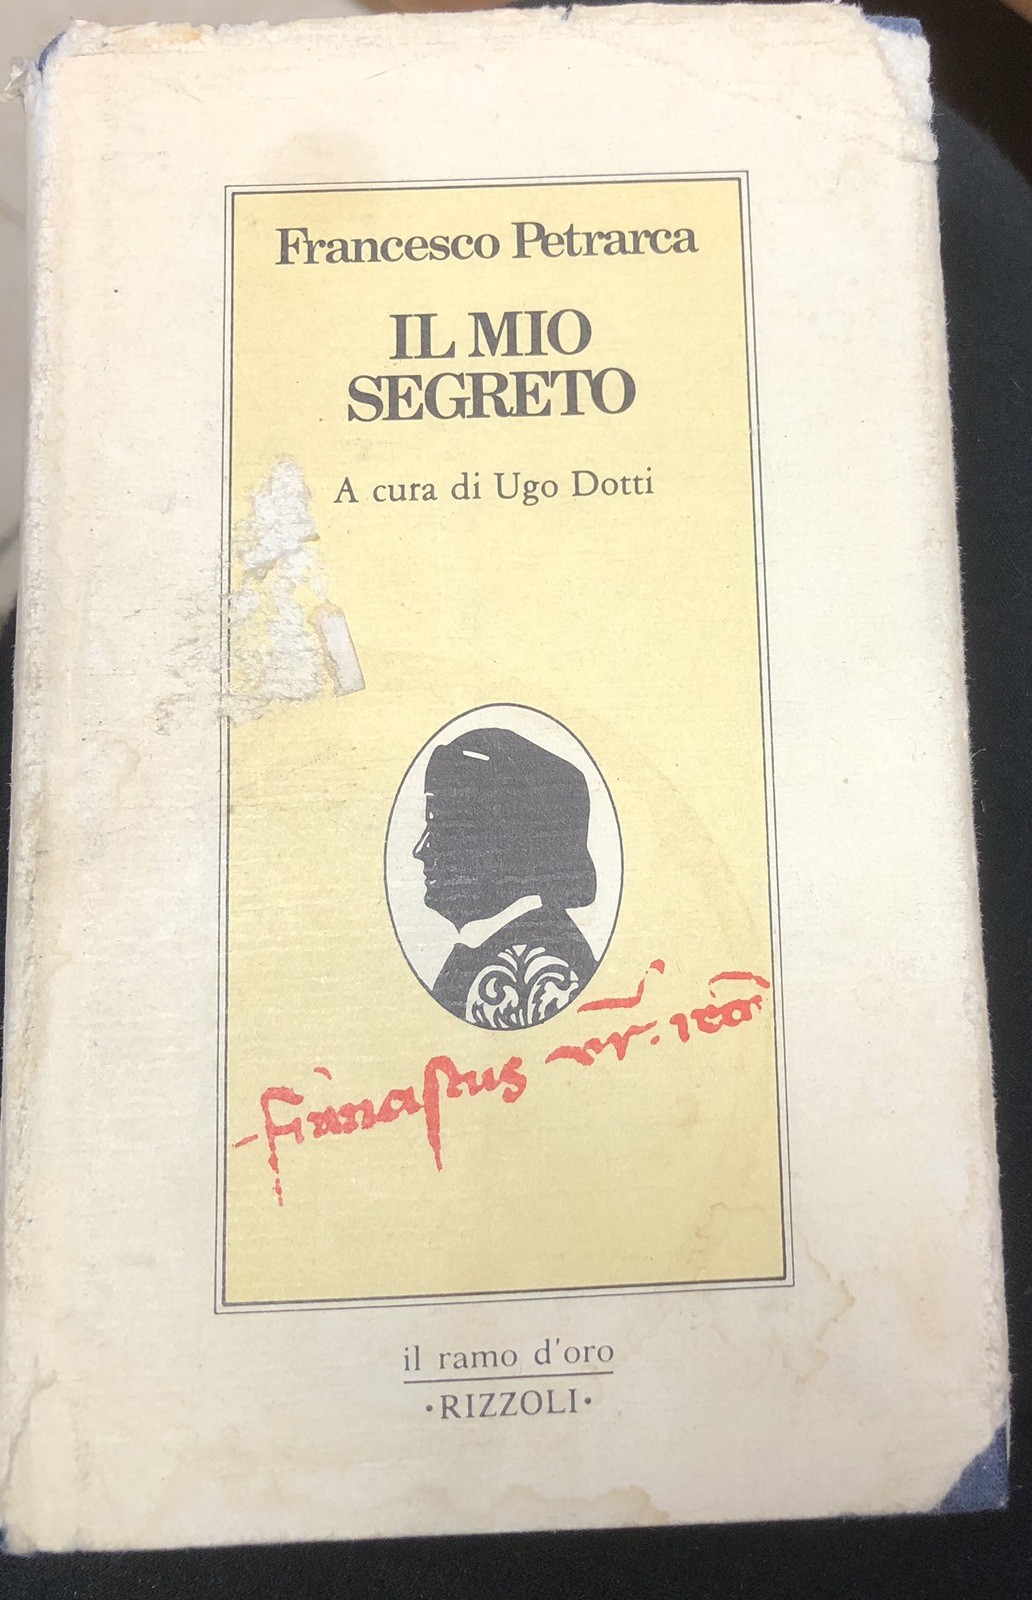 Francesco Petrarca
IL MIO
SEGRETO
A cura di Ugo Dotti
il ramo d'oro
·RIZZOLI·